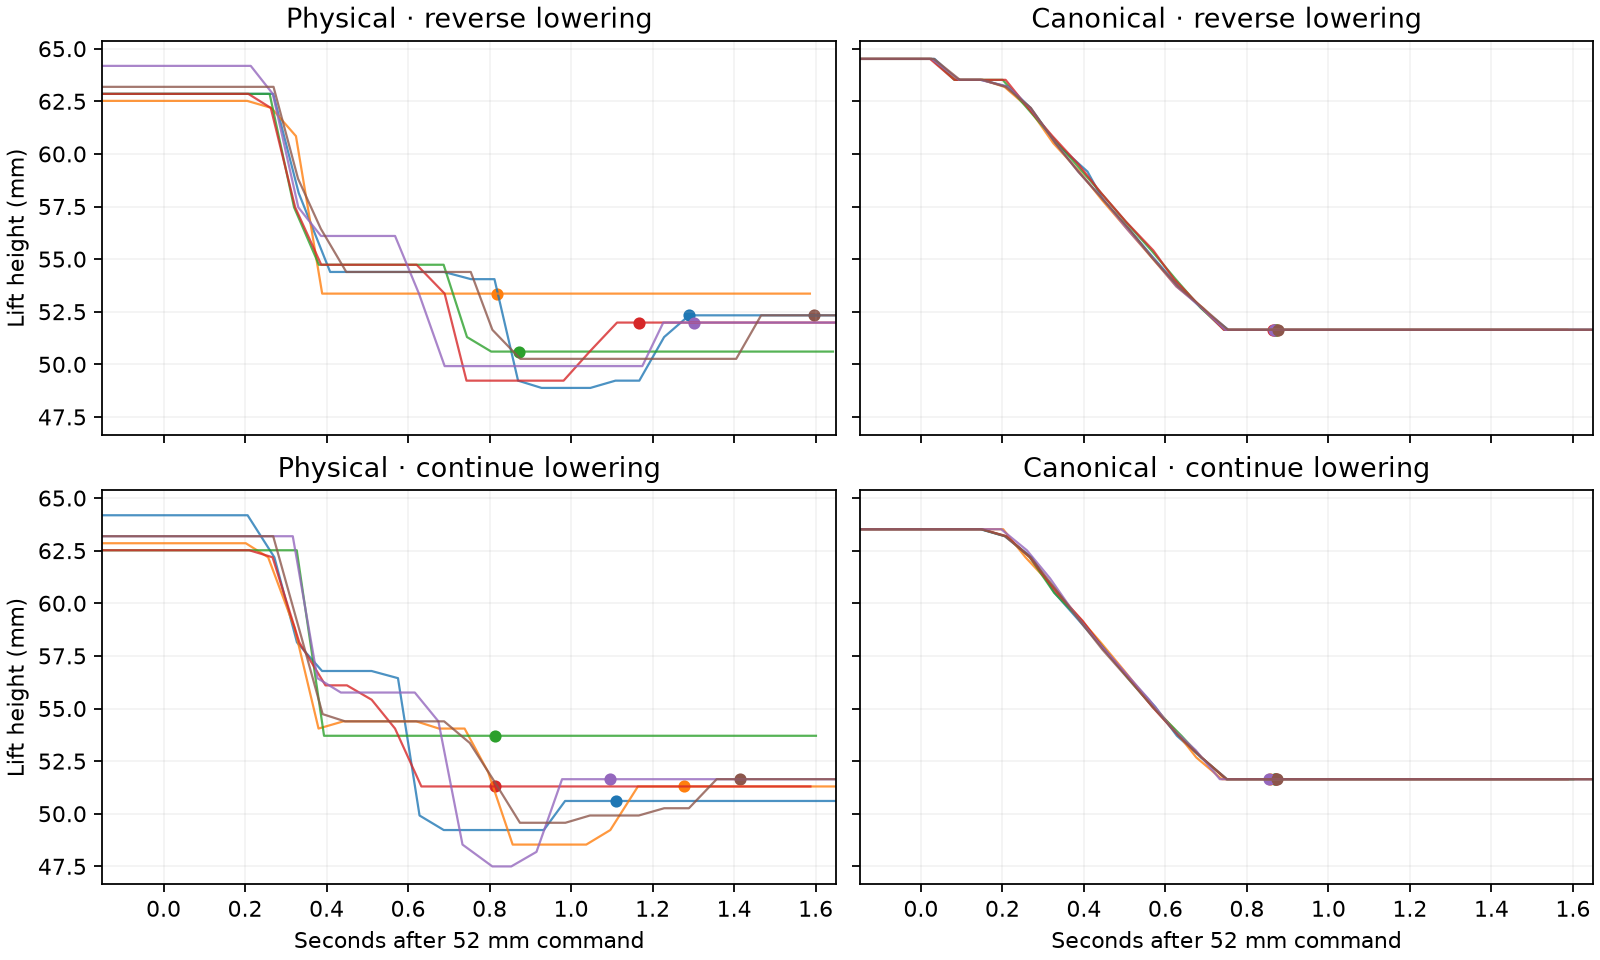 Physical · reverse lowering
Canonical · reverse lowering
Lift height (mm)
65.0
62.5
60.0
57.5
55.0
52.5
50.0
47.5
Physical · continue lowering
Canonical · continue lowering
Lift height (mm)
65.0
62.5
60.0
57.5
55.0
52.5
50.0
47.5
0.0 0.2 0.4 0.6 0.8 1.0 1.2 1.4 1.6
0.0 0.2 0.4 0.6 0.8 1.0 1.2 1.4 1.6
Seconds after 52 mm command
Seconds after 52 mm command